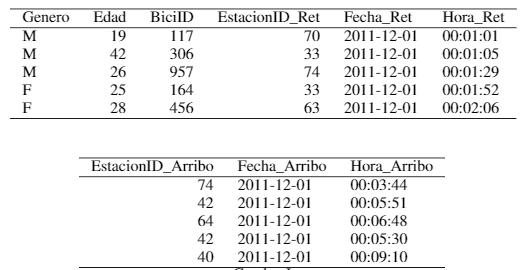 Genero Edad BiciID EstacionID_Ret Fecha_Ret Hora_Ret
M 19 117 70 2011-12-01 00:01:01
M 42 306 33 2011-12-01 00:01:05
M 26 957 74 2011-12-01 00:01:29
F 25 164 33 2011-12-01 00:01:52
F 28 456 63 2011-12-01 00:02:06
EstacionID_Arribo Fecha_Arribo Hora_Arribo
74 2011-12-01 00:03:44
42 2011-12-01 00:05:51
64 2011-12-01 00:06:48
42 2011-12-01 00:05:30
40 2011-12-01 00:09:10